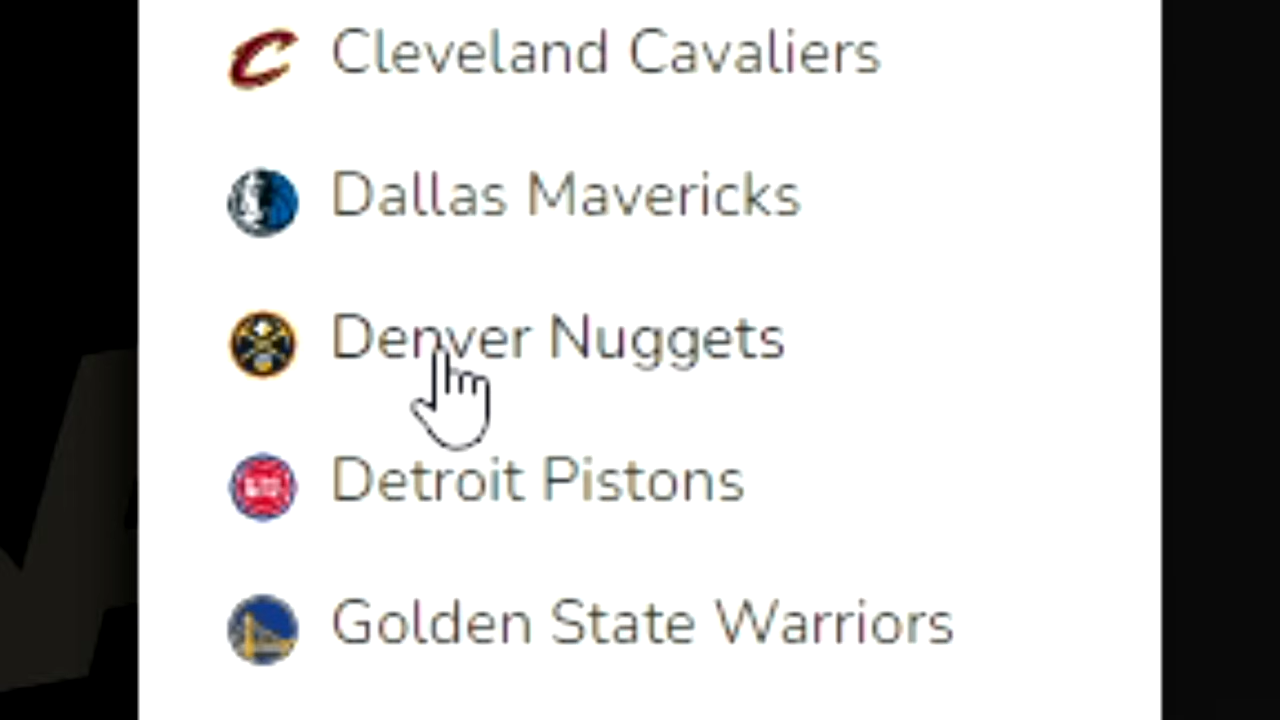 Cleveland Cavaliers
Dallas Mavericks
Denver Nuggets
Detroit Pistons
Golden State Warriors